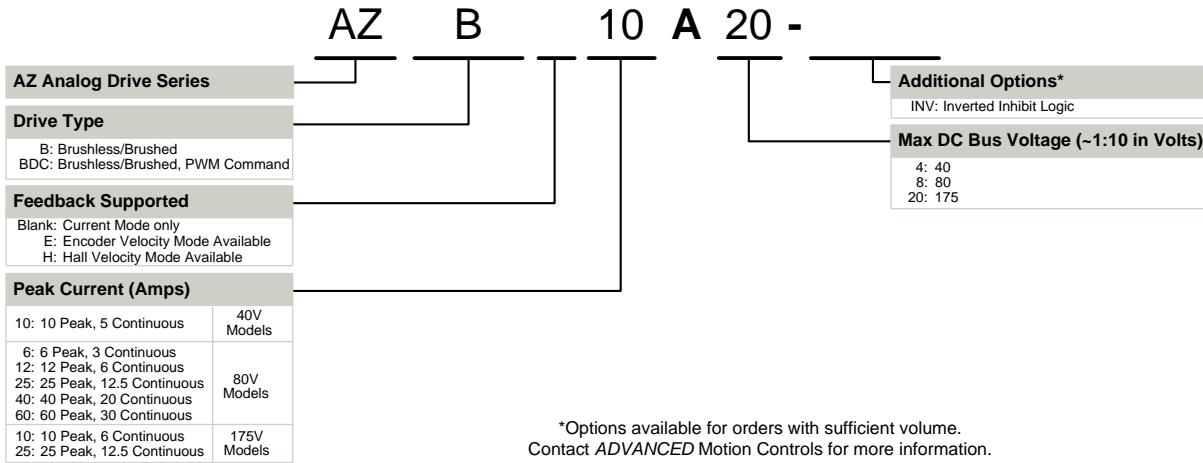 AZ B 10 A 20 -
AZ Analog Drive Series
Drive Type
B: Brushless/Brushed
BDC: Brushless/Brushed, PWM Command
Feedback Supported
Blank: Current Mode only
E: Encoder Velocity Mode Available
H: Hall Velocity Mode Available
Peak Current (Amps)
10: 10 Peak, 5 Continuous
40V
Models
6: 6 Peak, 3 Continuous
12: 12 Peak, 6 Continuous
25: 25 Peak, 12.5 Continuous
40: 40 Peak, 20 Continuous
60: 60 Peak, 30 Continuous
80V
Models
10: 10 Peak, 6 Continuous
25: 25 Peak, 12.5 Continuous
175V
Models
Additional Options*
INV: Inverted Inhibit Logic
Max DC Bus Voltage (~1:10 in Volts)
4: 40
8: 80
20: 175
*Options available for orders with sufficient volume.
Contact ADVANCED Motion Controls for more information.